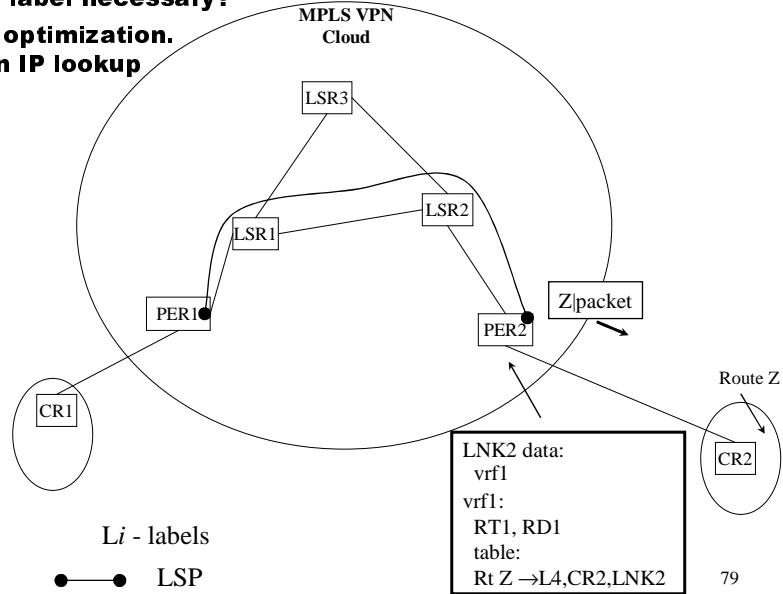 label necessary?
optimization.
n IP lookup
MPLS VPN
Cloud
LSR3
LSR2
LSR1
PER1
Z|packet
PER2
Route Z
CR1
CR2
LNK2 data:
vrf1
vrf1:
RT1, RD1
table:
Rt Z →L4,CR2,LNK2
Li - labels
LSP
79